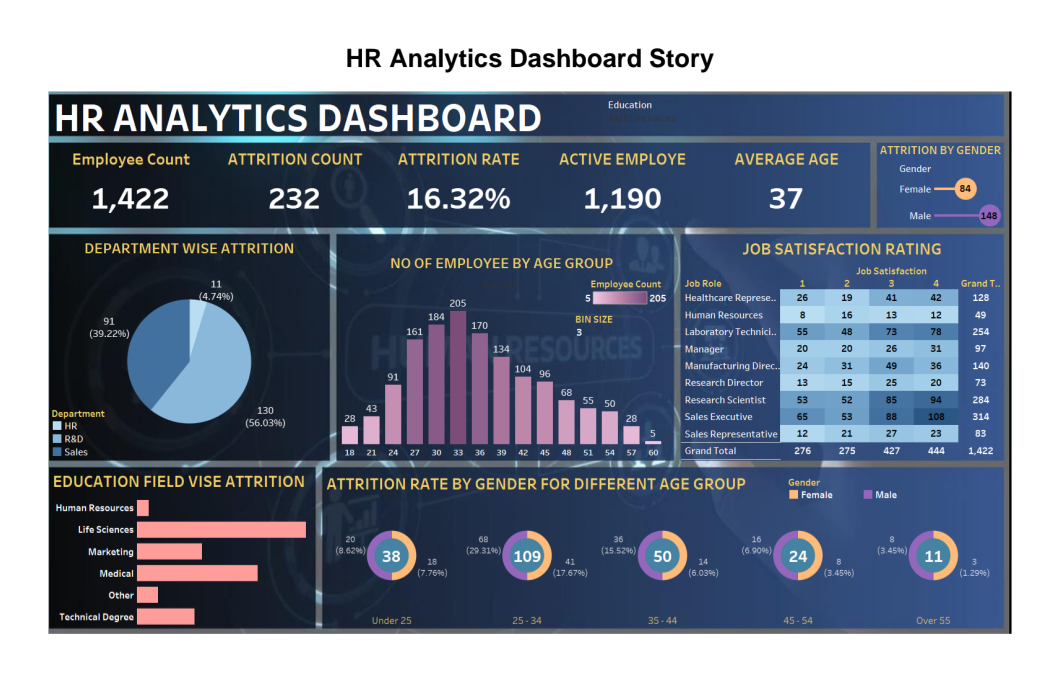 HR Analytics Dashboard Story
HR ANALYTICS DASHBOARD
Education
Employee Count
ATTRITION COUNT
ATTRITION RATE
ACTIVE EMPLOYE
AVERAGE AGE
1,422
232
16.32%
1,190
37
ATTRITION BY GENDER
Gender
Female
84
Male
148
DEPARTMENT WISE ATTRITION
11
(4.74%)
91
(39.22%)
130
(56.03%)
Department
HR
R&D
Sales
NO OF EMPLOYEE BY AGE GROUP
Employee Count
5 205
BIN SIZE
3
28 43 91 161 184 205 170 134 104 96 68 55 50 28 5
18 21 24 27 30 33 36 39 42 45 48 51 54 57 60
JOB SATISFACTION RATING
Job Satisfaction
Job Role 1 2 3 4 Grand T..
Healthcare Represe.. 26 19 41 42 128
Human Resources 8 16 13 12 49
Laboratory Technici.. 55 48 73 78 254
Manager 20 20 26 31 97
Manufacturing Direc.. 24 31 49 36 140
Research Director 13 15 25 20 73
Research Scientist 53 52 85 94 284
Sales Executive 65 53 88 108 314
Sales Representative 12 21 27 23 83
Grand Total 276 275 427 444 1,422
EDUCATION FIELD VISE ATTRITION
Human Resources
Life Sciences
Marketing
Medical
Other
Technical Degree
ATTRITION RATE BY GENDER FOR DIFFERENT AGE GROUP
Gender
Female
Male
20
(8.62%)
38
18
(7.76%)
Under 25
68
(29.31%)
109
41
(17.67%)
25 - 34
36
(15.52%)
50
14
(6.03%)
35 - 44
16
(6.90%)
24
8
(3.45%)
45 - 54
8
(3.45%)
11
3
(1.29%)
Over 55